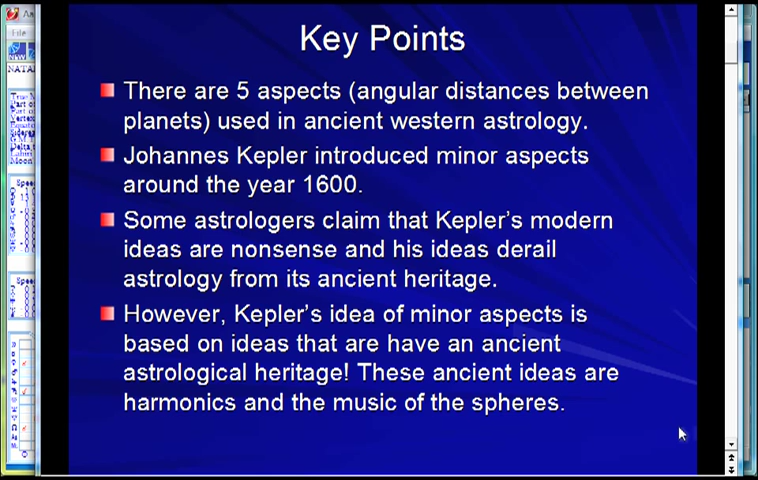 File
Key Points
There are 5 aspects (angular distances between
planets) used in ancient western astrology.
Johannes Kepler introduced minor aspects
around the year 1600.
Some astrologers claim that Kepler's modern
ideas are nonsense and his ideas derail
astrology from its ancient heritage.
However, Kepler's idea of minor aspects is
based on ideas that are have an ancient
astrological heritage! These ancient ideas are
harmonics and the music of the spheres.